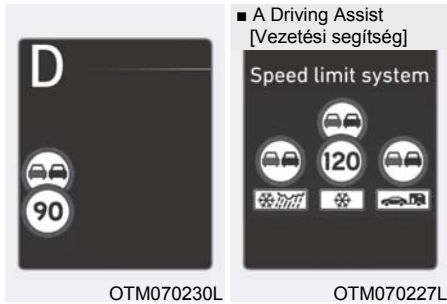 ■ A Driving Assist
[Vezetési segítség]
D
90
OTM070230L
Speed limit system
120
OTM070227L